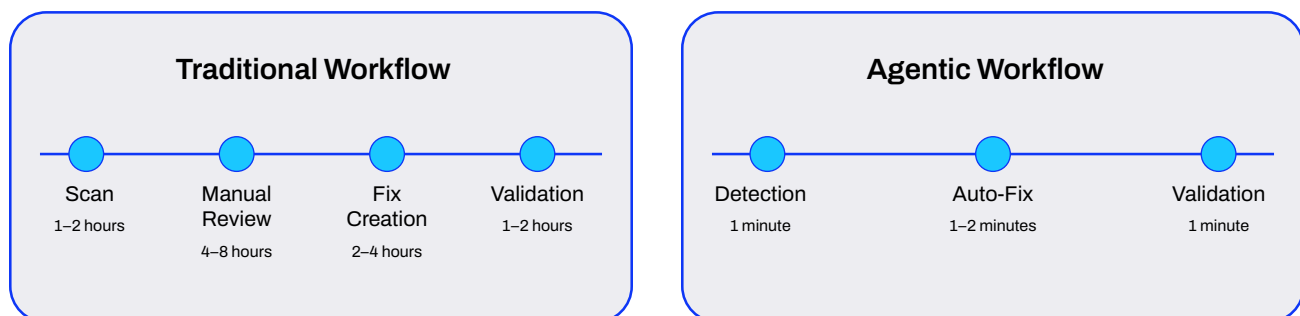 Traditional Workflow
Scan
1–2 hours
Manual
Review
4–8 hours
Fix
Creation
2–4 hours
Validation
1–2 hours
Agentic Workflow
Detection
1 minute
Auto-Fix
1–2 minutes
Validation
1 minute